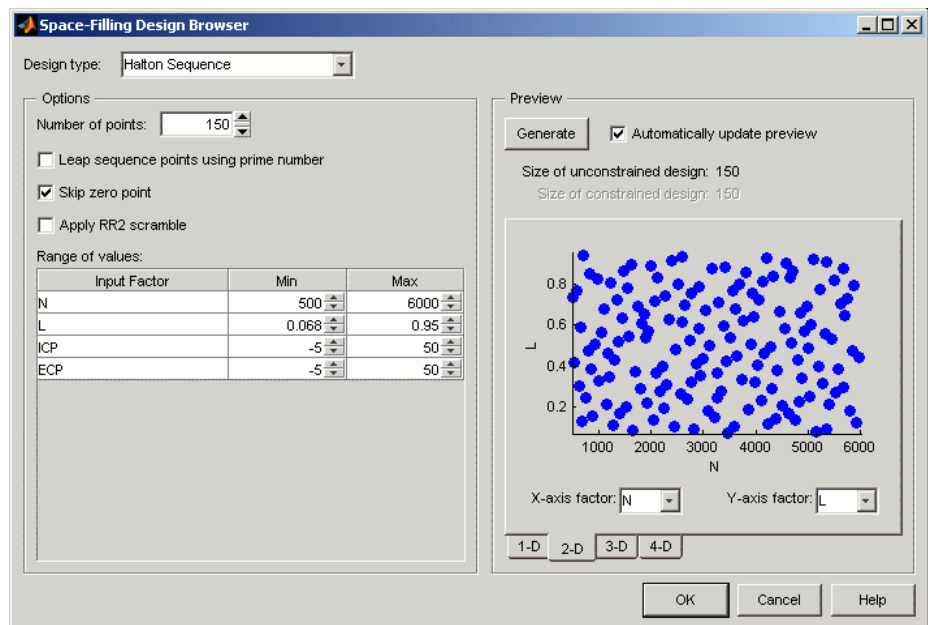 Space-Filling Design Browser
Design type: Halton Sequence
Options
Number of points: 150
Leap sequence points using prime number
Skip zero point
Apply RR2 scramble
Range of values:
Input Factor Min Max
N 500 6000
L 0.068 0.95
ICP -5 50
ECP -5 50
Preview
Generate Automatically update preview
Size of unconstrained design: 150
Size of constrained design: 150
0.8
0.6
L
0.4
0.2
1000 2000 3000 4000 5000 6000
N
X-axis factor: N Y-axis factor: L
1-D 2-D 3-D 4-D
OK Cancel Help